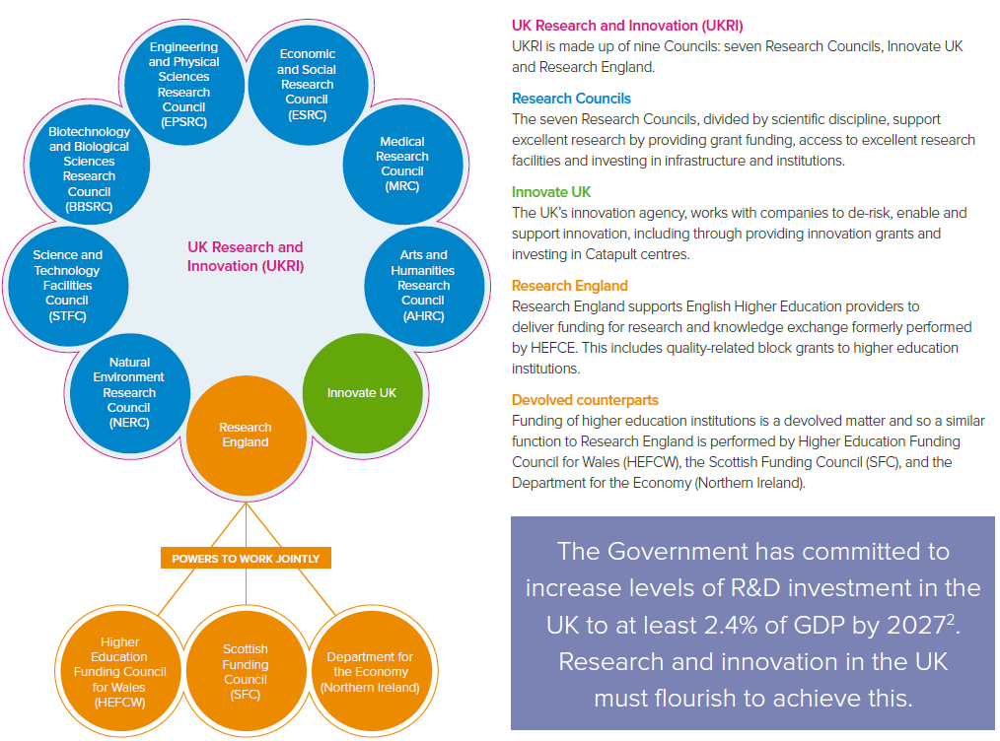 Engineering
and Physical
Sciences
Research
Council
(EPSRC)
Economic
and Social
Research
Council
(ESRC)
Biotechnology
and Biological
Sciences
Research
Council
(BBSRC)
Medical
Research
Council
(MRC)
UK Research and
Innovation (UKRI)
Science and
Technology
Facilities
Council
(STFC)
Arts and
Humanities
Research
Council
(AHRC)
Natural
Environment
Research
Council
(NERC)
Research
England
Innovate UK
POWERS TO WORK JOINTLY
Higher
Education
Funding Council
for Wales
(HEFCW)
Scottish
Funding
Council
(SFC)
Department for
the Economy
(Northern Ireland)
UK Research and Innovation (UKRI)
UKRI is made up of nine Councils: seven Research Councils, Innovate UK
and Research England.
Research Councils
The seven Research Councils, divided by scientific discipline, support
excellent research by providing grant funding, access to excellent research
facilities and investing in infrastructure and institutions.
Innovate UK
The UK's innovation agency, works with companies to de-risk, enable and
support innovation, including through providing innovation grants and
investing in Catapult centres.
Research England
Research England supports English Higher Education providers to
deliver funding for research and knowledge exchange formerly performed
by HEFCE. This includes quality-related block grants to higher education
institutions.
Devolved counterparts
Funding of higher education institutions is a devolved matter and so a similar
function to Research England is performed by Higher Education Funding
Council for Wales (HEFCW), the Scottish Funding Council (SFC), and the
Department for the Economy (Northern Ireland).
The Government has committed to
increase levels of R&D investment in the
UK to at least 2.4% of GDP by 2027².
Research and innovation in the UK
must flourish to achieve this.